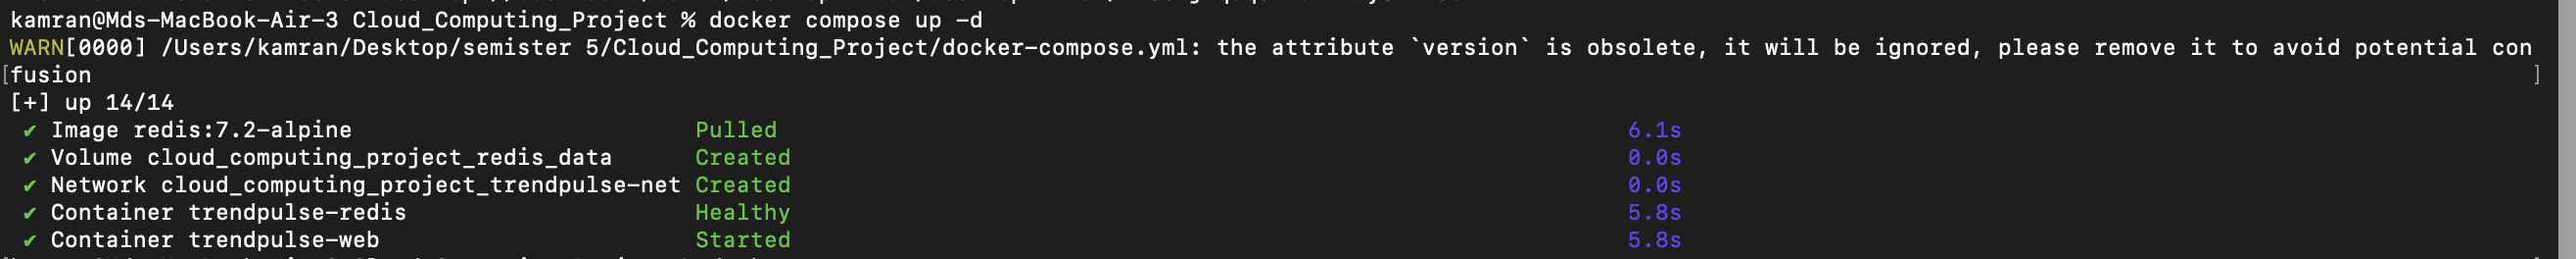 kamran@Mds-MacBook-Air-3 Cloud_Computing_Project % docker compose up -d
WARN[0000] /Users/kamran/Desktop/semister 5/Cloud_Computing_Project/docker-compose.yml: the attribute `version` is obsolete, it will be ignored, please remove it to avoid potential con
[fusion ]
[+] up 14/14
✔ Image redis:7.2-alpine Pulled 6.1s
✔ Volume cloud_computing_project_redis_data Created 0.0s
✔ Network cloud_computing_project_trendpulse-net Created 0.0s
✔ Container trendpulse-redis Healthy 5.8s
✔ Container trendpulse-web Started 5.8s